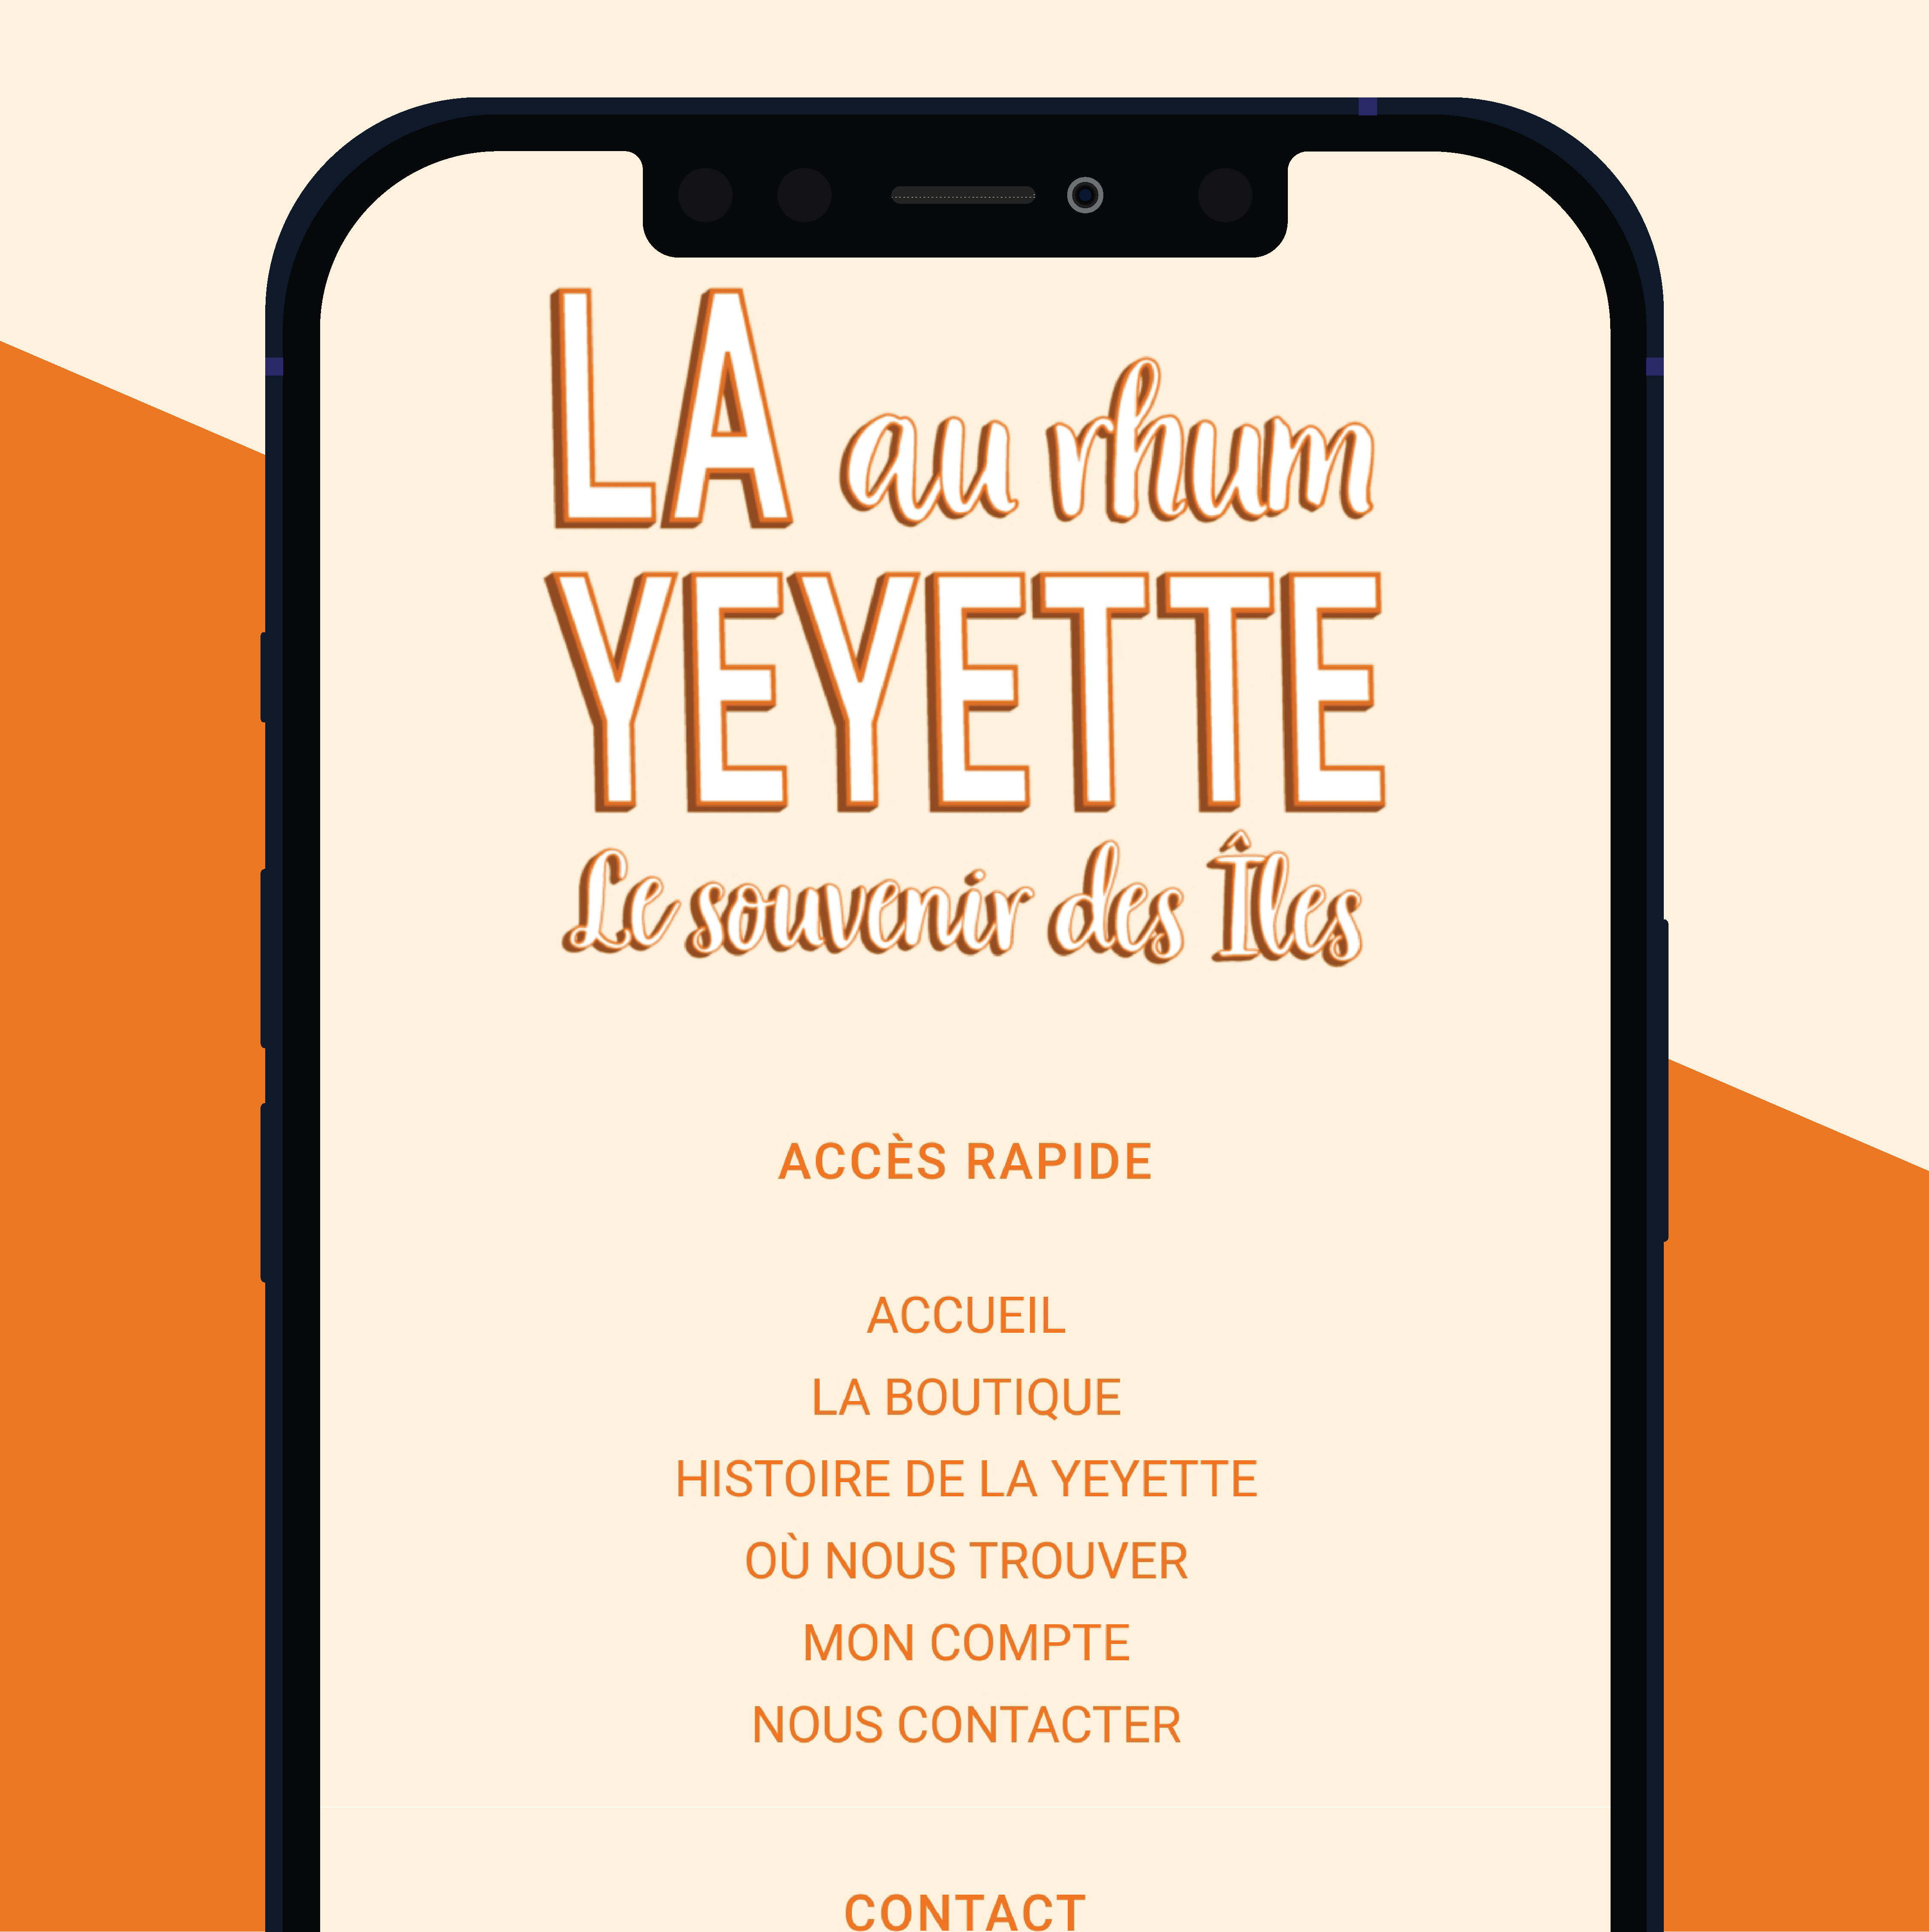 LA au rhum
YEYETTE
Le souvenir des Îles
ACCÈS RAPIDE
ACCUEIL
LA BOUTIQUE
HISTOIRE DE LA YEYETTE
OÙ NOUS TROUVER
MON COMPTE
NOUS CONTACTER
CONTACT